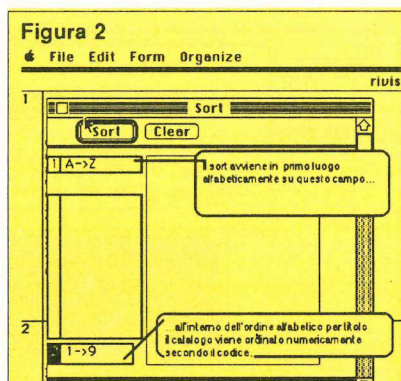 Figura 2
File Edit Form Organize
rivis
1
Sort
Sort Clear
1 A->Z
Il sort avviene in primo luogo
alfabeticamente su questo campo...
2
...all'interno dell'ordine alfabetico per titolo
il catalogo viene ordinato numericamente
secondo il codice.
1->9